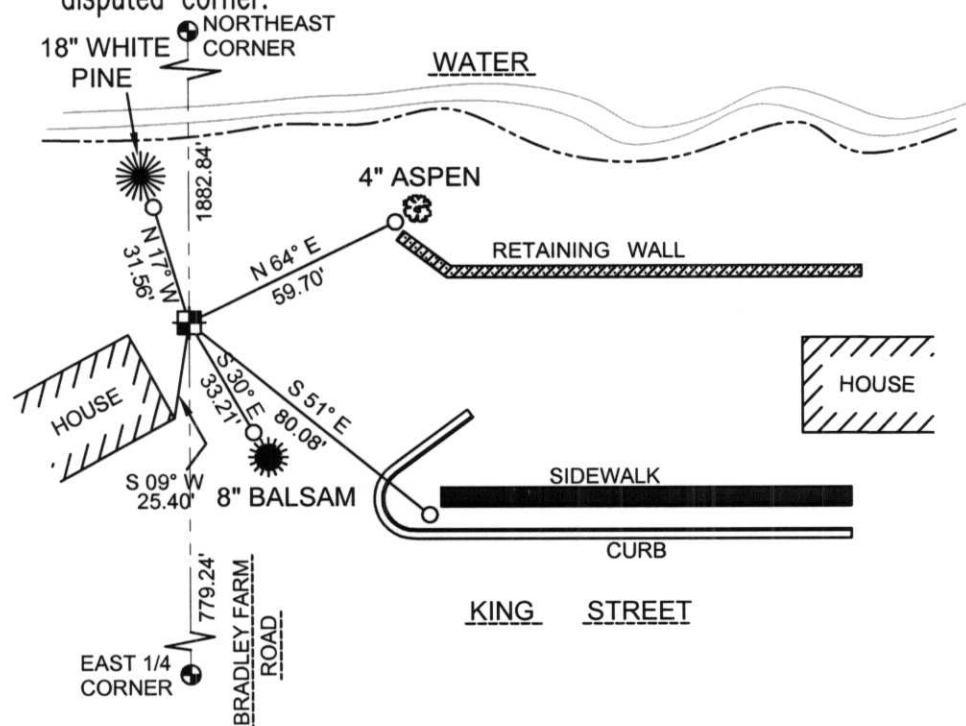 disputed corner.
NORTHEAST
CORNER
18" WHITE
PINE
WATER
1882.84'
4" ASPEN
N 17° W
31.56'
N 64° E
59.70'
RETAINING WALL
HOUSE
HOUSE
S 30° E
33.21'
S 51° E
80.08'
S 09° W
25.40'
8" BALSAM
SIDEWALK
CURB
779.24'
BRADLEY FARM
ROAD
KING STREET
EAST 1/4
CORNER